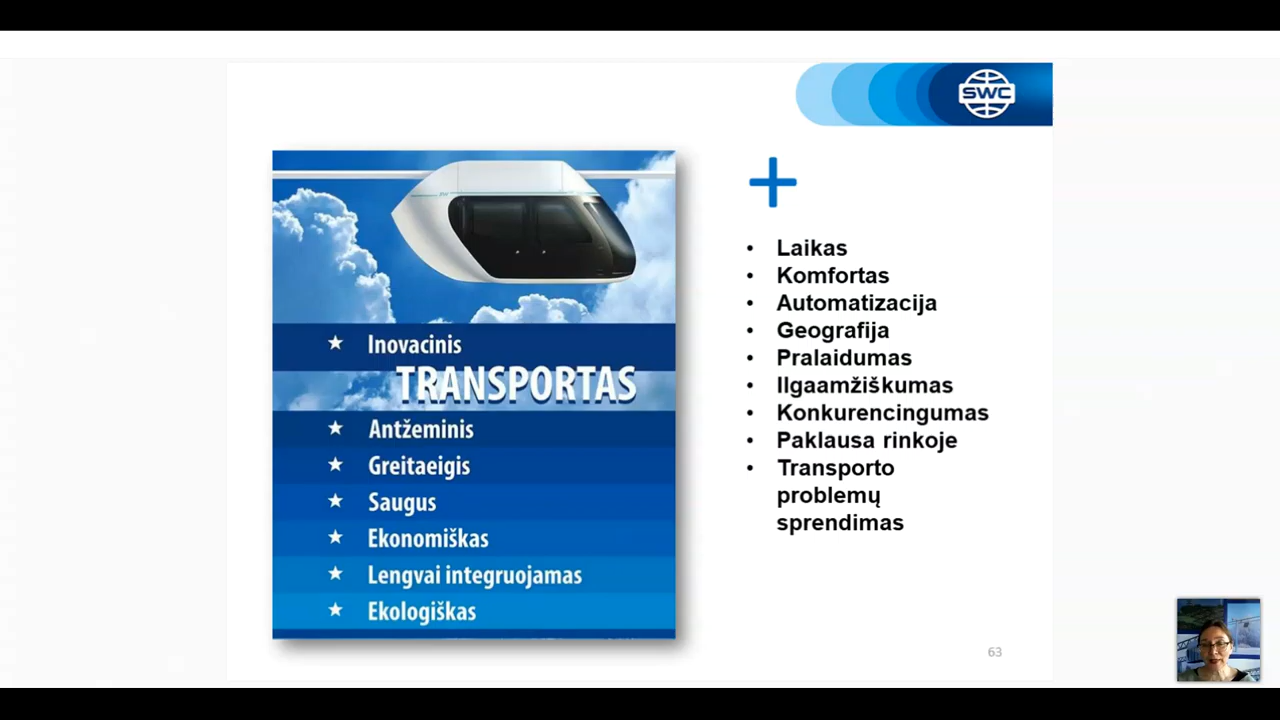 SWC
Inovacinis
TRANSPORTAS
Antžeminis
Greitaeigis
Saugus
Ekonomiškas
Lengvai integruojamas
Ekologiškas
+
• Laikas
• Komfortas
• Automatizacija
• Geografija
• Pralaidumas
• Ilgaamžiškumas
• Konkurencingumas
• Paklausa rinkoje
• Transporto
problemų
sprendimas
63